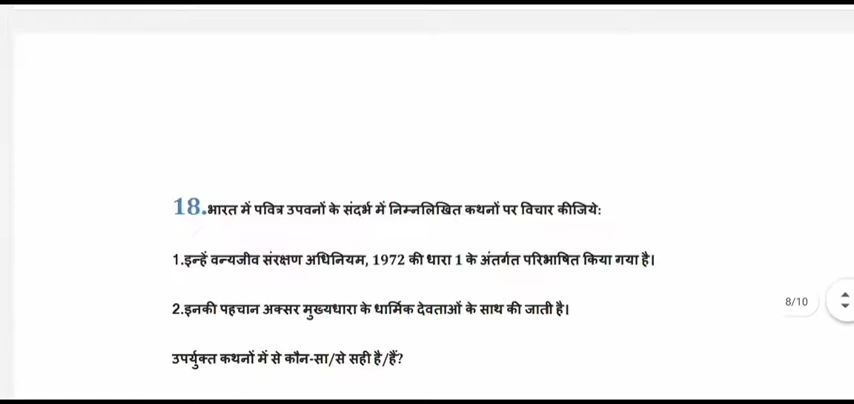 18.भारत में पवित्र उपवनों के संदर्भ में निम्नलिखित कथनों पर विचार कीजिये:
1.इन्हें वन्यजीव संरक्षण अधिनियम, 1972 की धारा 1 के अंतर्गत परिभाषित किया गया है।
2.इनकी पहचान अक्सर मुख्यधारा के धार्मिक देवताओं के साथ की जाती है।
8/10
उपर्युक्त कथनों में से कौन-सा/से सही है/हैं?